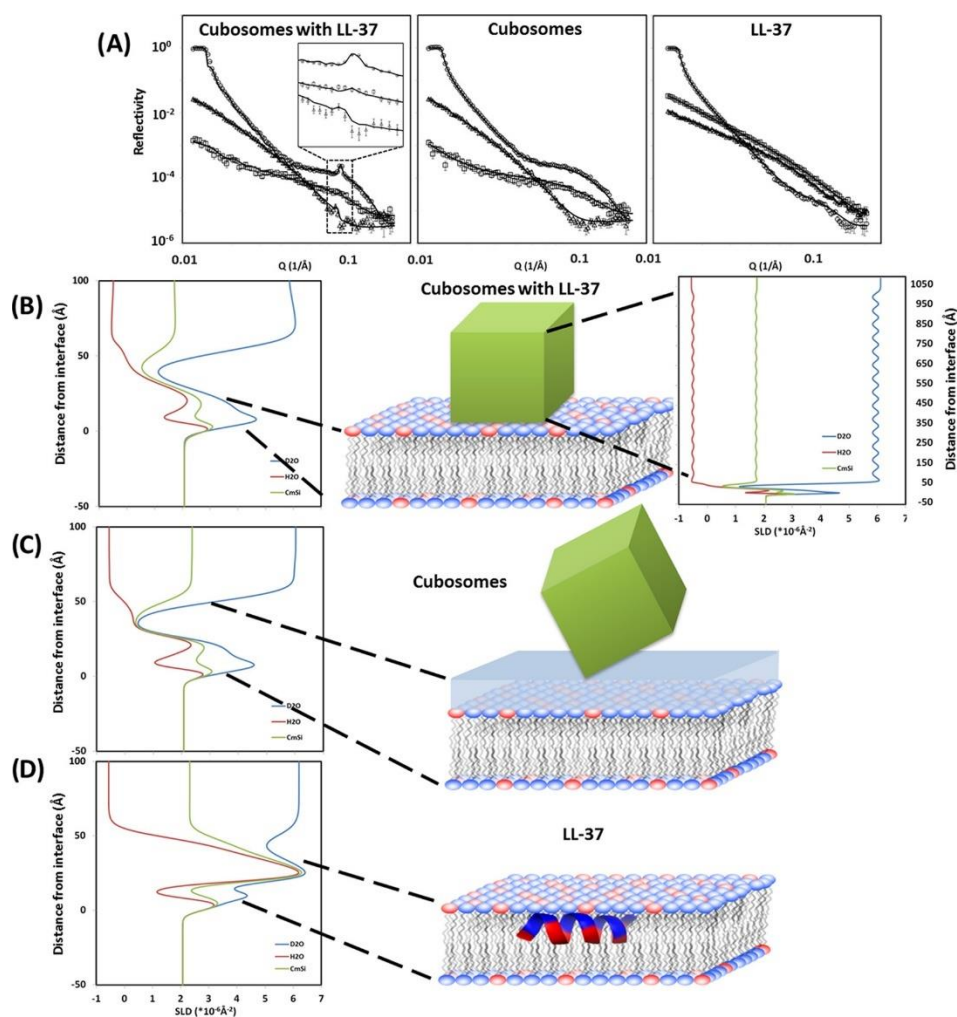 (A)
Cubosomes with LL-37
Cubosomes
LL-37
Reflectivity
10⁰
10⁻²
10⁻⁴
10⁻⁶
0.01
Q (1/Å)
0.1
0.01
Q (1/Å)
0.1
0.01
Q (1/Å)
0.1
(B)
Distance from interface (Å)
100
50
0
-50
D2O
H2O
CmSi
Cubosomes with LL-37
1050
950
850
750
650
550
450
350
250
150
50
-50
Distance from interface (Å)
D2O
H2O
CmSi
-1 0 1 2 3 4 5 6 7
SLD (*10⁻⁶Å⁻²)
(C)
Distance from interface (Å)
100
50
0
-50
D2O
H2O
CmSi
Cubosomes
(D)
Distance from interface (Å)
100
50
0
-50
D2O
H2O
CmSi
-1 0 1 2 3 4 5 6 7
SLD (*10⁻⁶Å⁻²)
LL-37